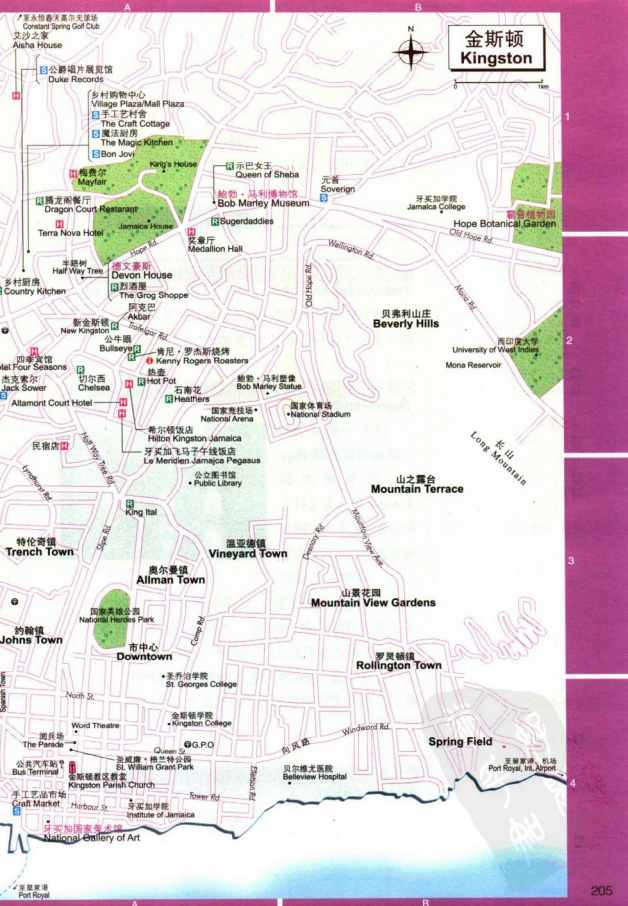 A
B
至永恒春天高尔夫球场
Constant Spring Golf Club
艾沙之家
Aisha House
N
金斯顿
Kingston
0
1km
S 公爵唱片展览馆
Duke Records
H
乡村购物中心
Village Plaza/Mall Plaza
S 手工艺村舍
The Craft Cottage
S 魔法厨房
The Magic Kitchen
S Bon Jovi
1
King's House
H 梅费尔
Mayfair
R 示巴女王
Queen of Sheba
元首
Soverign
S
鲍勃·马利博物馆
Bob Marley Museum
牙买加学院
Jamaica College
R 腾龙阁餐厅
Dragon Court Restarant
植物园
Hope Botanical Garden
H
Terra Nova Hotel
Jamaica House
R Sugerdaddies
H
奖章厅
Medallion Hall
Old Hope Rd.
Hope Rd.
Wellington Rd.
半路树
Half Way Tree
德文豪斯
Devon House
R 烈酒屋
The Grog Shoppe
乡村厨房
Country Kitchen
Old Hope Rd.
Mona Rd.
阿克巴
Akbar
新金斯顿
New Kingston
R
Trafelgar Rd.
贝弗利山庄
Beverly Hills
公牛眼
Bullseye
R
R
肯尼·罗杰斯烧烤
Kenny Rogers Roasters
2
西印度大学
University of West Indies
Mona Reservoir
H
四季宾馆
Hotel Four Seasons
杰克索尔
Jack Sower
S
R
切尔西
Chelsea
热壶
R Hot Pot
H
石南花
R Heathers
鲍勃·马利塑像
Bob Marley Statue
Altamont Court Hotel
H
H
国家竞技场
National Arena
国家体育场
National Stadium
希尔顿饭店
Hilton Kingston Jamaica
牙买加飞马子午线饭店
Le Meridien Jamajca Pegasus
民宿店 H
Half Way Tree Rd.
长山
Long Mountain
公立图书馆
Public Library
Lyndhurst Rd.
山之露台
Mountain Terrace
R
King Ital
Slipe Rd.
Mountain View Ave.
特伦奇镇
Trench Town
温亚德镇
Vineyard Town
3
奥尔曼镇
Allman Town
国家英雄公园
National Heroes Park
山景花园
Mountain View Gardens
约翰镇
Johns Town
市中心
Downtown
罗灵顿镇
Rollington Town
圣乔治学院
St. Georges College
Spanish Town
North St.
金斯顿学院
Kingston College
Word Theatre
阅兵场
The Parade
G.P.O
Queen St.
向风路
Windword Rd.
Spring Field
圣威廉·格兰特公园
St. William Grant Park
公共汽车站
Bus Terminal
金斯顿教区教堂
Kingston Parish Church
贝尔维尤医院
Belleview Hospital
至皇家港、机场
Port Royal, Int, Airport
4
手工艺品市场
Craft Market
S
Harbour St.
Tower Rd.
牙买加学院
Institute of Jamaica
牙买加国家美术馆
National Gallery of Art
至皇家港
Port Royal
205
A
B